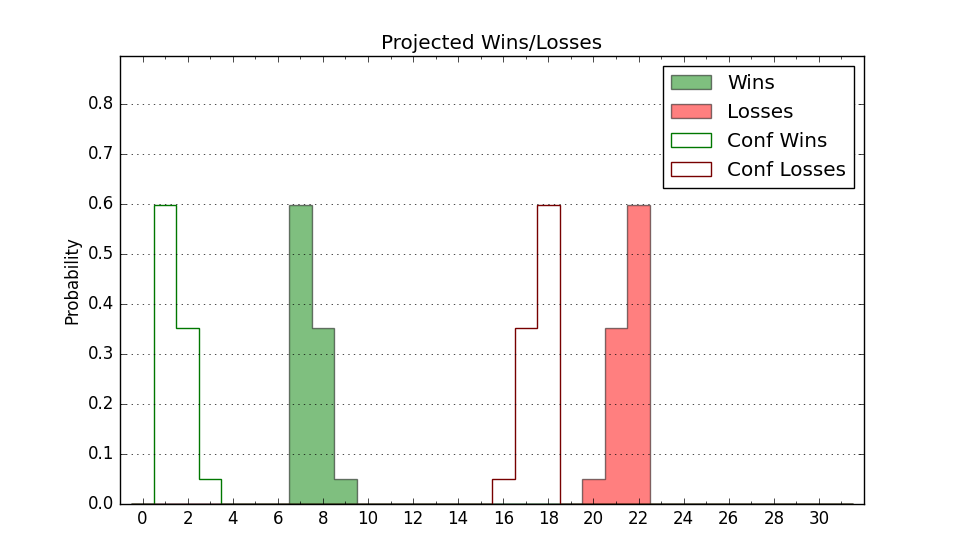 Projected Wins/Losses
Wins
Losses
Conf Wins
Conf Losses
Probability
0.8
0.7
0.6
0.5
0.4
0.3
0.2
0.1
0.0
0 2 4 6 8 10 12 14 16 18 20 22 24 26 28 30